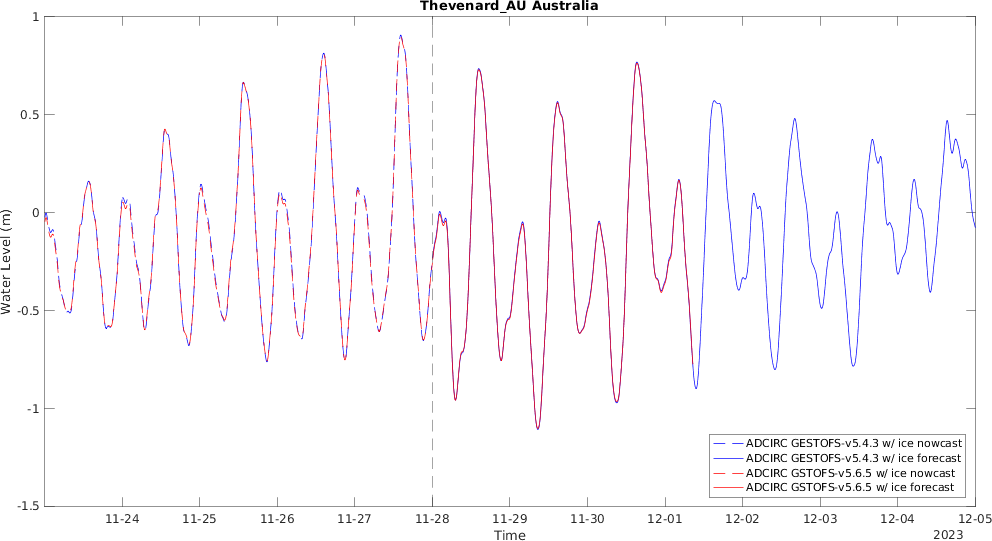 Thevenard_AU Australia
Water Level (m)
1
0.5
0
-0.5
-1
-1.5
ADCIRC GESTOFS-v5.4.3 w/ ice nowcast
ADCIRC GESTOFS-v5.4.3 w/ ice forecast
ADCIRC GSTOFS-v5.6.5 w/ ice nowcast
ADCIRC GSTOFS-v5.6.5 w/ ice forecast
11-24 11-25 11-26 11-27 11-28 11-29 11-30 12-01 12-02 12-03 12-04 12-05
Time
2023